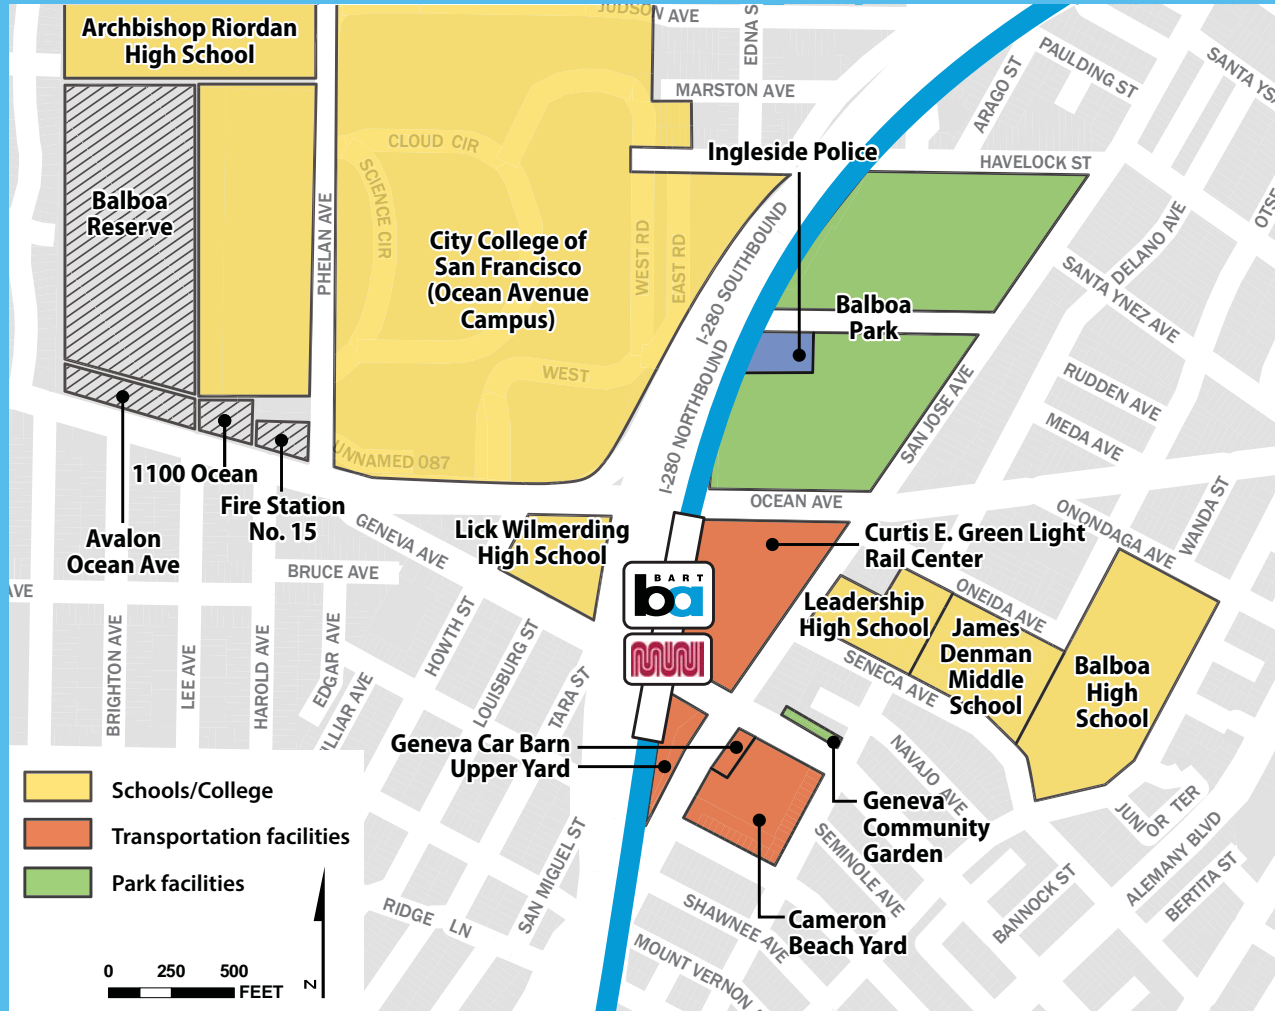 JUDSON AVE
EDNA S
Archbishop Riordan
High School
PAULDING ST
SANTA YS
MARSTON AVE
ARAGO ST
CLOUD CIR
Ingleside Police
HAVELOCK ST
SCIENCE CIR
Balboa
Reserve
PHELAN AVE
City College of
San Francisco
(Ocean Avenue
Campus)
WEST RD
EAST RD
I-280 SOUTHBOUND
DELANO AVE
OTSE
SANTA YNEZ AVE
Balboa
Park
I-280 NORTHBOUND
WEST
RUDDEN AVE
SAN JOSE AVE
MEDA AVE
UNNAMED 087
1100 Ocean
Fire Station
No. 15
OCEAN AVE
ONONDAGA AVE
WANDA ST
Avalon
Ocean Ave
GENEVA AVE
Lick Wilmerding
High School
Curtis E. Green Light
Rail Center
BRUCE AVE
AVE
BART
ba
ONEIDA AVE
Leadership
High School
James
Denman
Middle
School
Balboa
High
School
MUNI
BRIGHTON AVE
LEE AVE
HAROLD AVE
EDGAR AVE
ILLIAR AVE
HOWTH ST
LOUISBURG ST
TARA ST
SENECA AVE
Geneva Car Barn
Upper Yard
NAVAJO AVE
Geneva
Community
Garden
JUNIOR TER
Schools/College
Transportation facilities
Park facilities
SAN MIGUEL ST
SEMINOLE AVE
ALEMANY BLVD
BERTITA ST
BANNOCK ST
RIDGE LN
SHAWNEE AVE
Cameron
Beach Yard
MOUNT VERNON
0 250 500
FEET
N